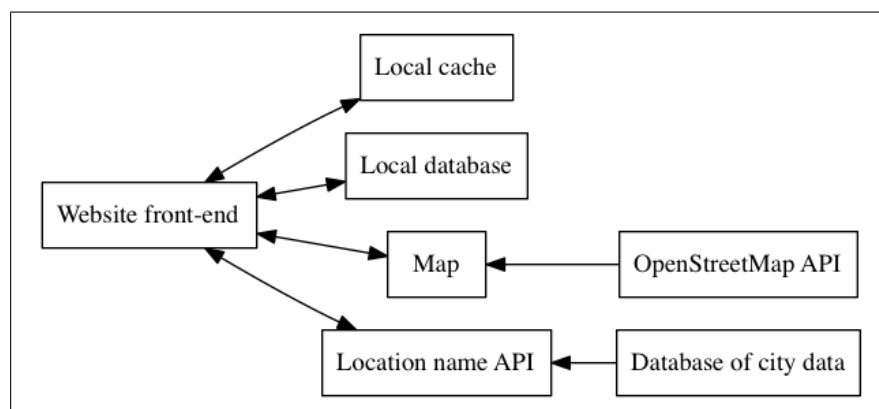 Local cache
Local database
Website front-end
Map
OpenStreetMap API
Location name API
Database of city data